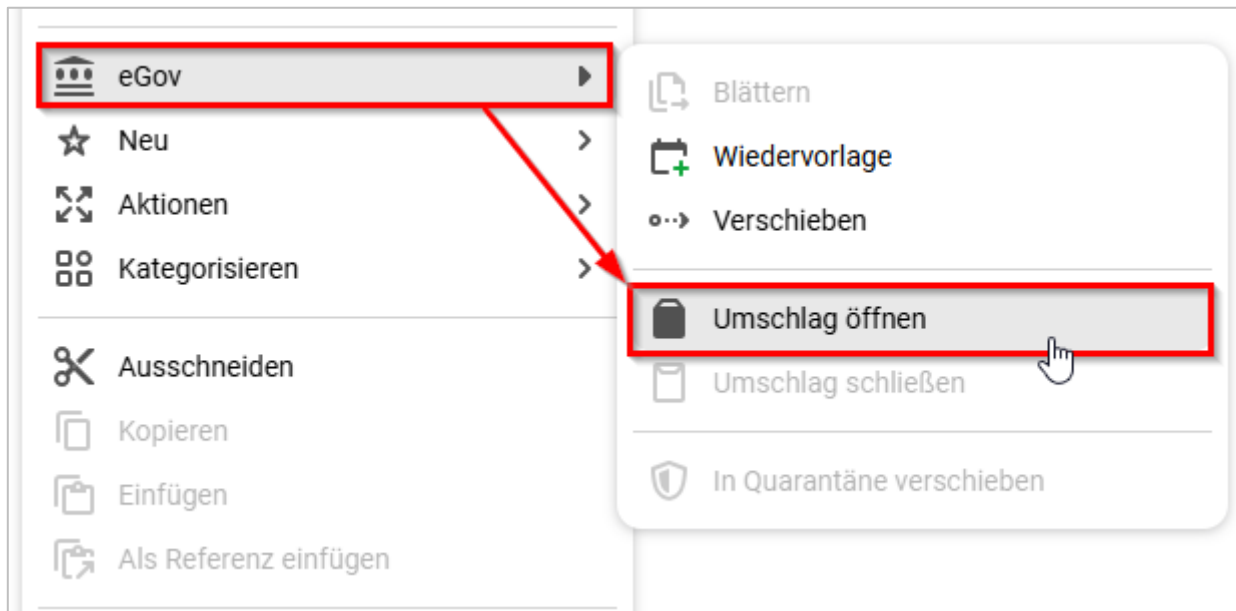 eGov
Neu
Aktionen
Kategorisieren
Ausschneiden
Kopieren
Einfügen
Als Referenz einfügen
Blättern
Wiedervorlage
Verschieben
Umschlag öffnen
Umschlag schließen
In Quarantäne verschieben